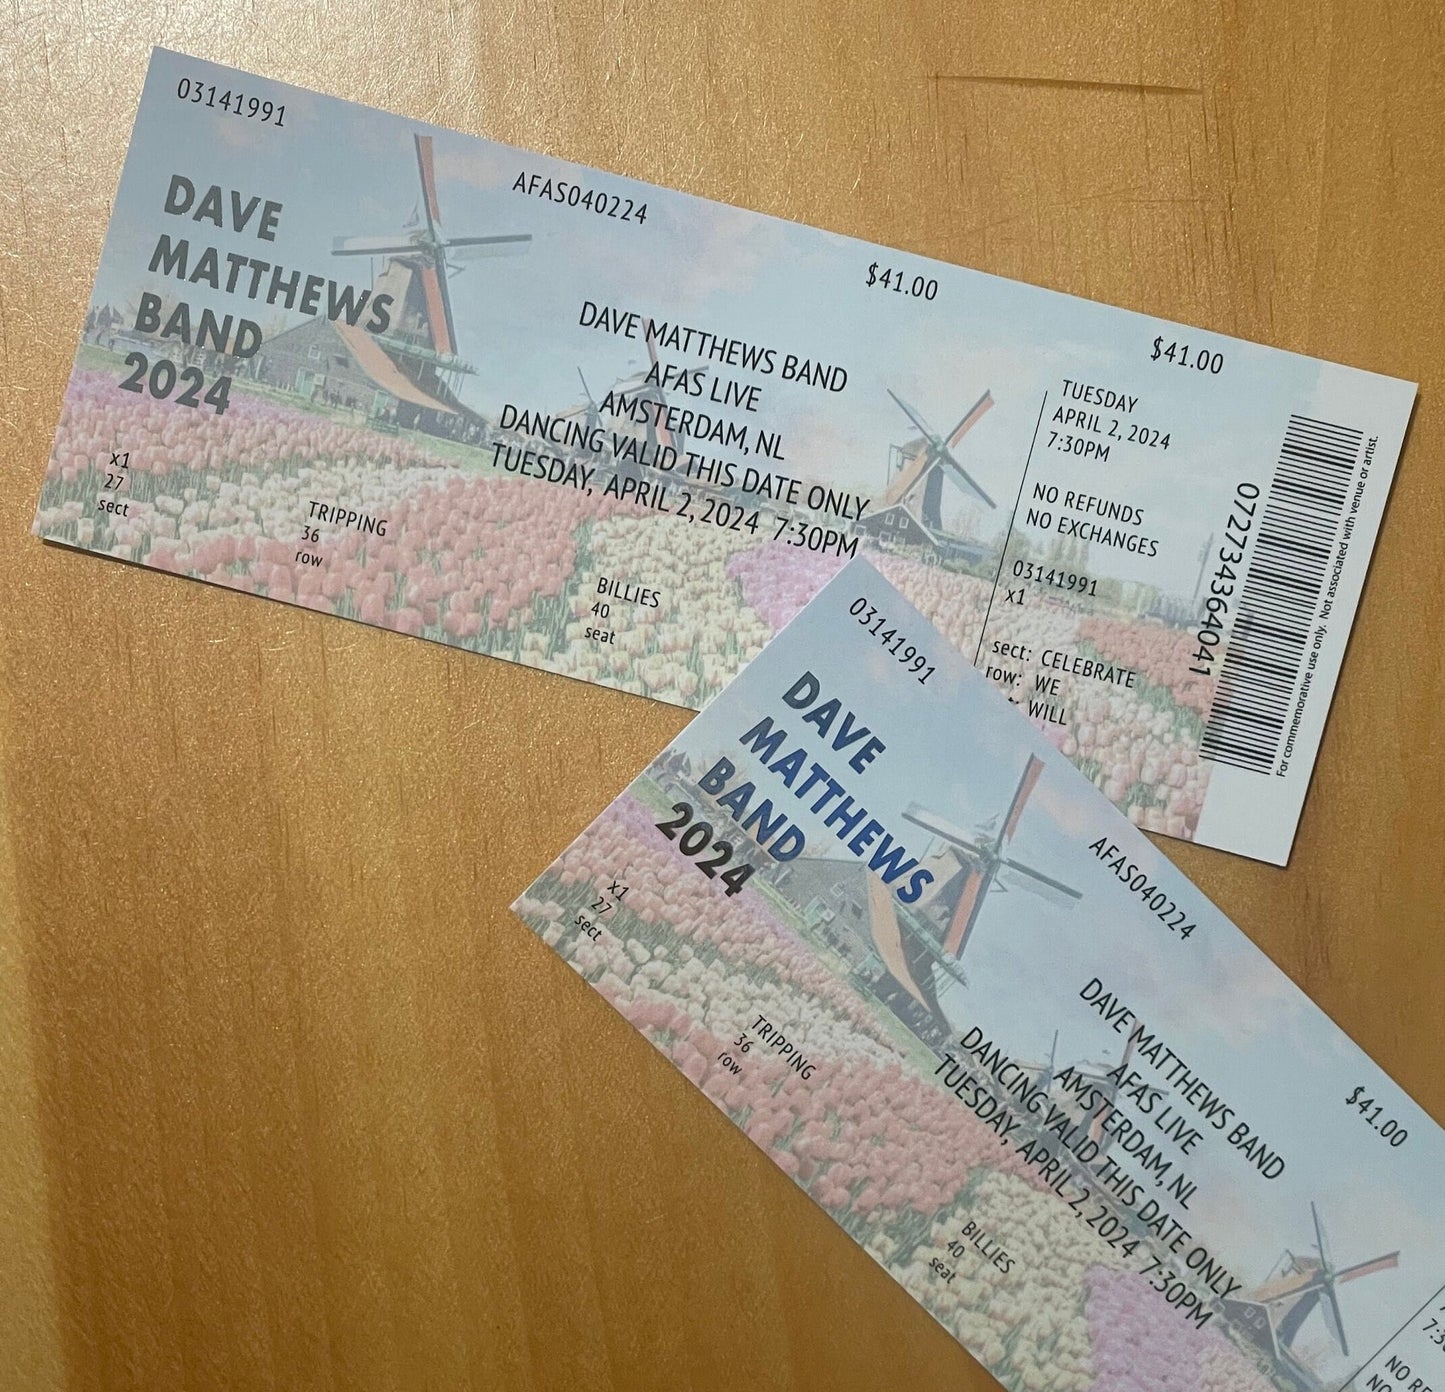 03141991
AFAS040224
$41.00
$41.00
DAVE
MATTHEWS
BAND
2024
DAVE MATTHEWS BAND
AFAS LIVE
AMSTERDAM, NL
DANCING VALID THIS DATE ONLY
TUESDAY, APRIL 2, 2024 7:30PM
x1
27
sect
TRIPPING
36
row
BILLIES
40
seat
TUESDAY
APRIL 2, 2024
7:30PM
NO REFUNDS
NO EXCHANGES
03141991
x1
sect: CELEBRATE
row: WE
WILL
0727343364041
For commemorative use only. Not associated with venue or artist.
03141991
AFAS040224
$41.00
DAVE
MATTHEWS
BAND
2024
DAVE MATTHEWS BAND
AFAS LIVE
AMSTERDAM, NL
DANCING VALID THIS DATE ONLY
TUESDAY, APRIL 2, 2024 7:30PM
x1
27
sect
TRIPPING
36
row
BILLIES
40
seat
NO